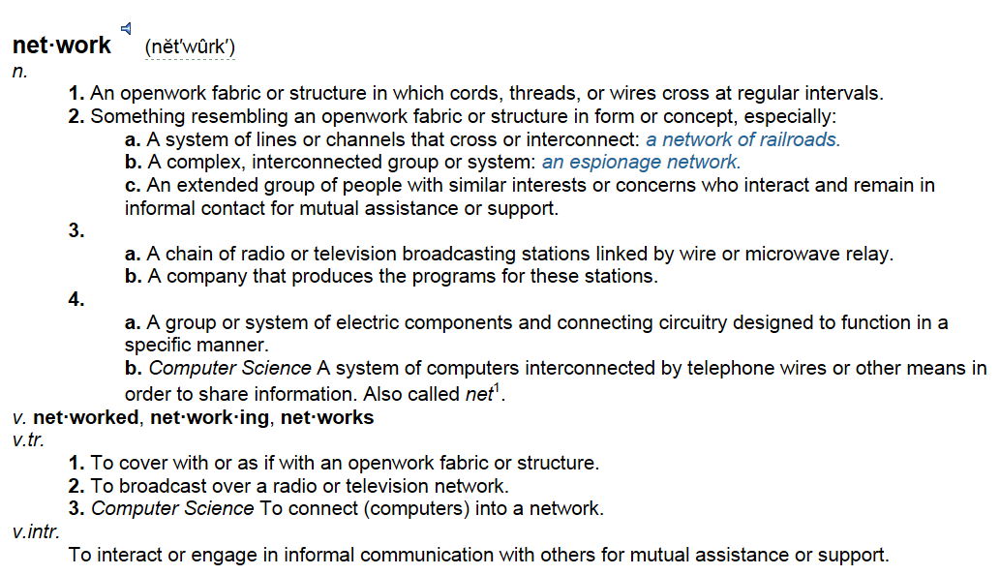 net·work (nĕt′wûrk′)
n.
1. An openwork fabric or structure in which cords, threads, or wires cross at regular intervals.
2. Something resembling an openwork fabric or structure in form or concept, especially:
a. A system of lines or channels that cross or interconnect: a network of railroads.
b. A complex, interconnected group or system: an espionage network.
c. An extended group of people with similar interests or concerns who interact and remain in
informal contact for mutual assistance or support.
3.
a. A chain of radio or television broadcasting stations linked by wire or microwave relay.
b. A company that produces the programs for these stations.
4.
a. A group or system of electric components and connecting circuitry designed to function in a
specific manner.
b. Computer Science A system of computers interconnected by telephone wires or other means in
order to share information. Also called net¹.
v. net·worked, net·work·ing, net·works
v.tr.
1. To cover with or as if with an openwork fabric or structure.
2. To broadcast over a radio or television network.
3. Computer Science To connect (computers) into a network.
v.intr.
To interact or engage in informal communication with others for mutual assistance or support.